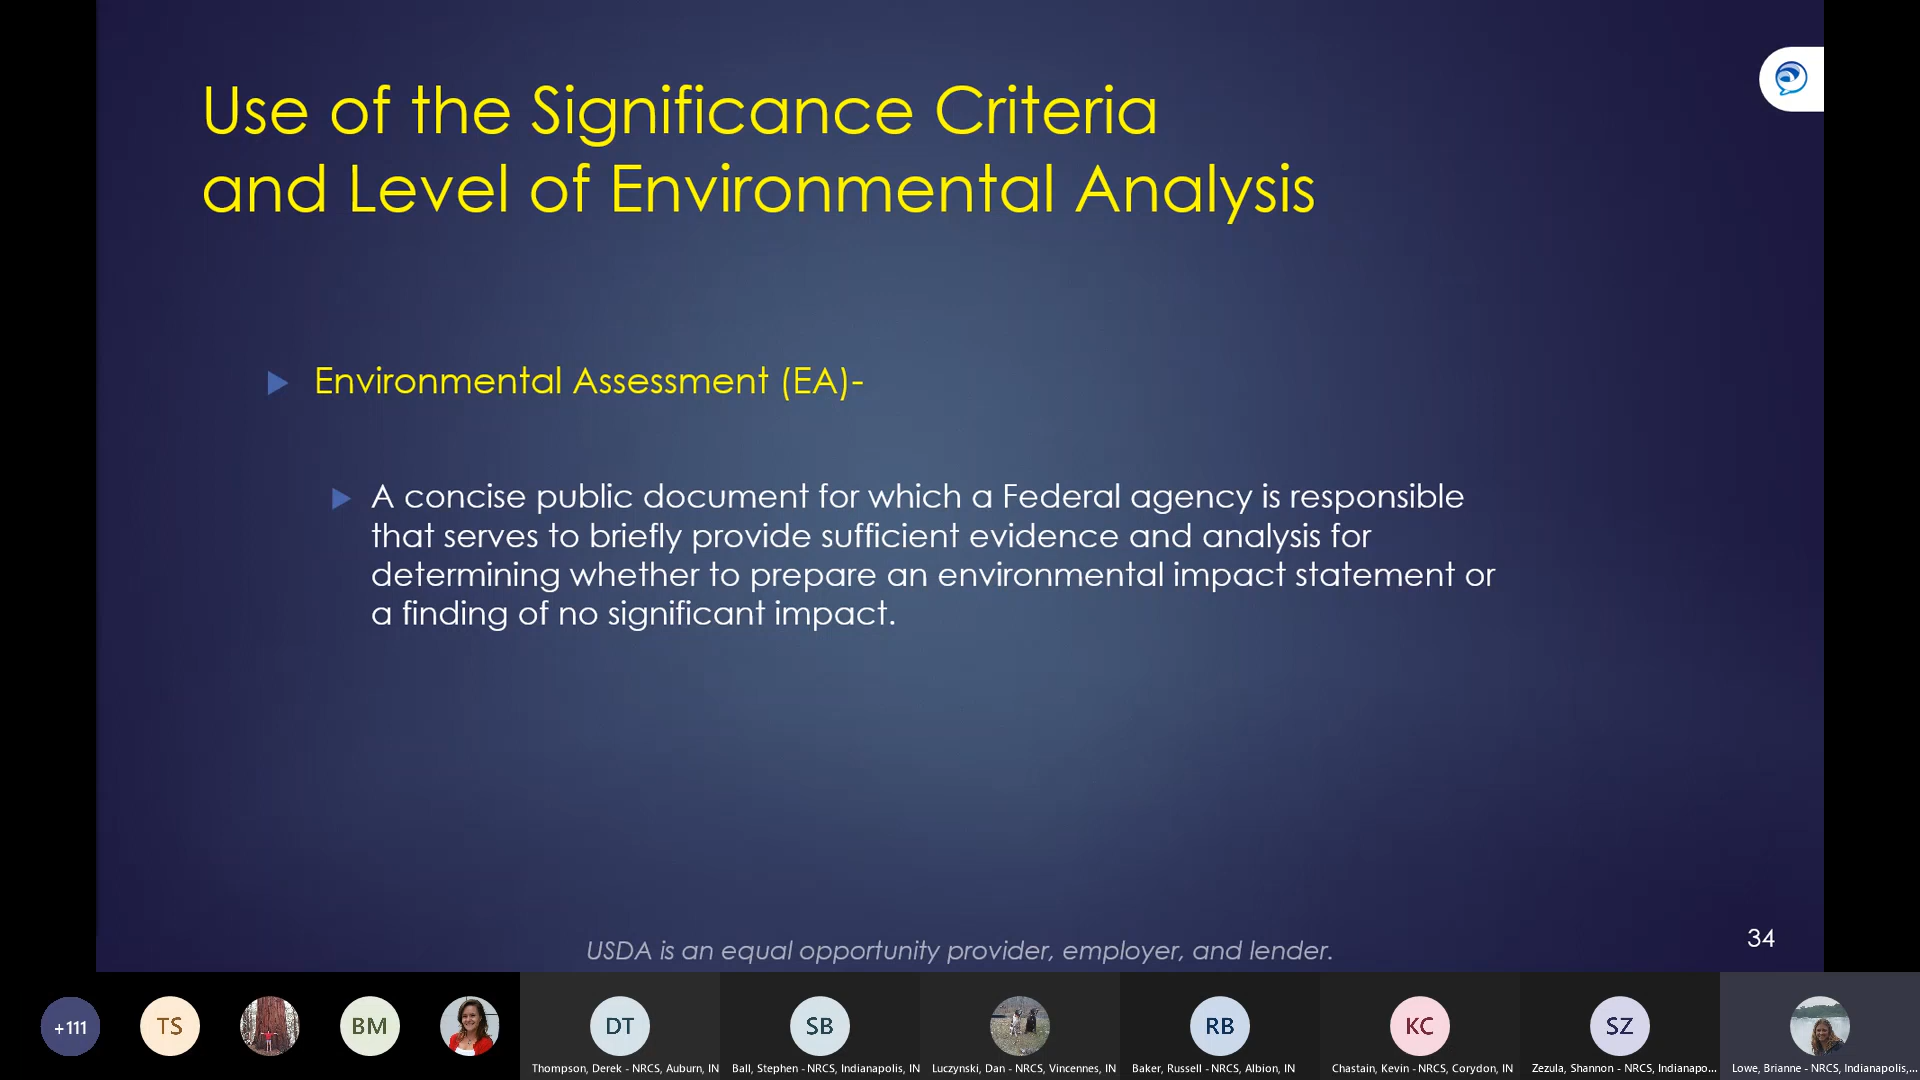 Use of the Significance Criteria
and Level of Environmental Analysis
Environmental Assessment (EA)-
A concise public document for which a Federal agency is responsible
that serves to briefly provide sufficient evidence and analysis for
determining whether to prepare an environmental impact statement or
a finding of no significant impact.
34
USDA is an equal opportunity provider, employer, and lender.
+111
TS
BM
DT
SB
RB
KC
SZ
Thompson, Derek - NRCS, Auburn, IN
Ball, Stephen - NRCS, Indianapolis, IN
Luczynski, Dan - NRCS, Vincennes, IN
Baker, Russell - NRCS, Albion, IN
Chastain, Kevin - NRCS, Corydon, IN
Zezula, Shannon - NRCS, Indianapo...
Lowe, Brianne - NRCS, Indianapolis,...